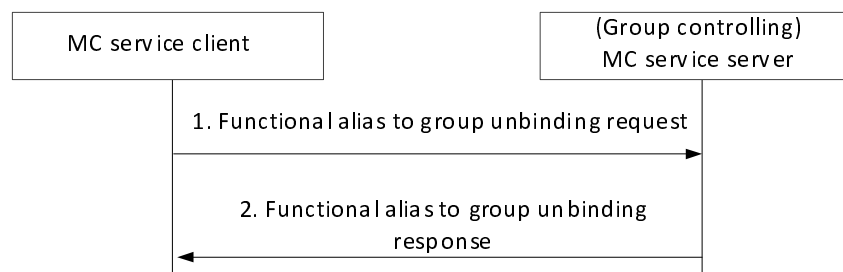 MC service client
(Group controlling)
MC service server
1. Functional alias to group unbinding request
2. Functional alias to group unbinding
response